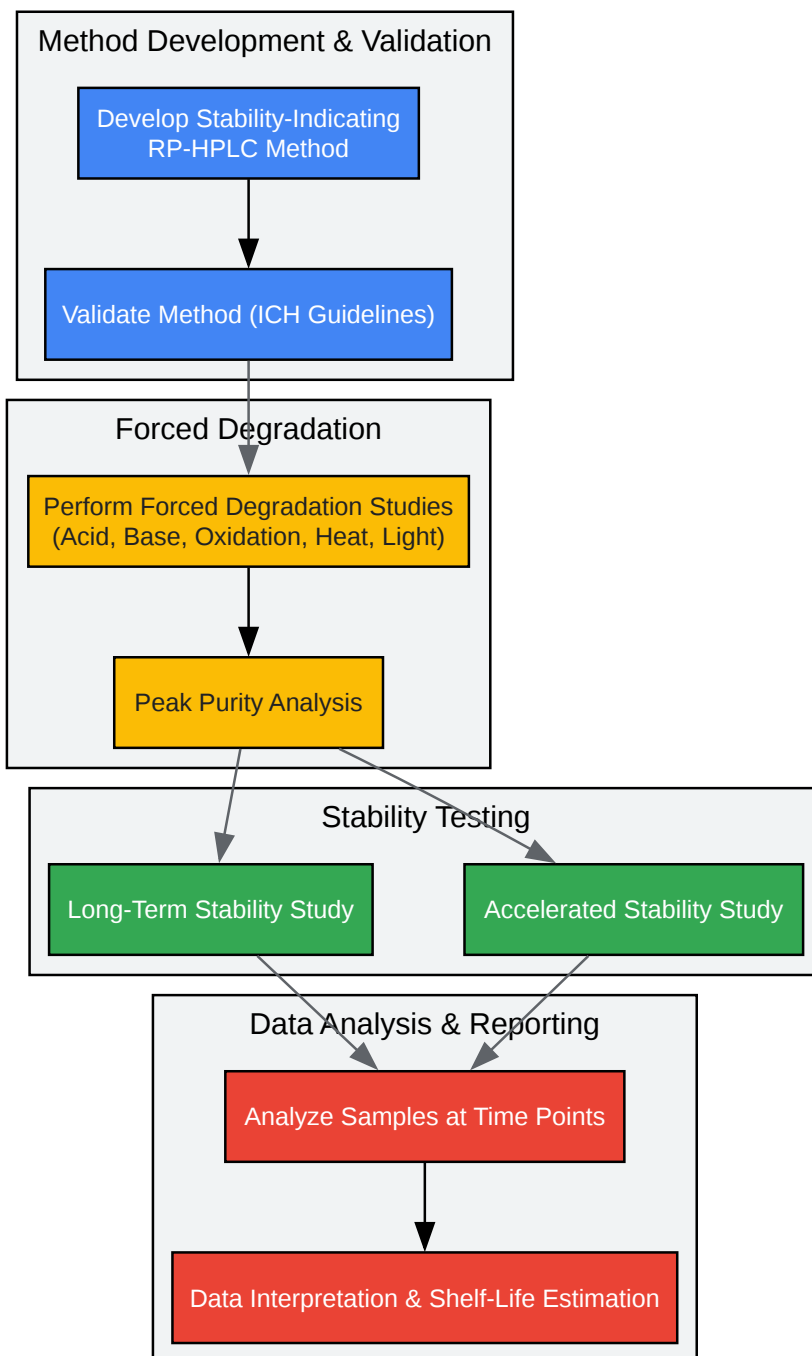 Method Development & Validation
Develop Stability-Indicating
RP-HPLC Method
Validate Method (ICH Guidelines)
Forced Degradation
Perform Forced Degradation Studies
(Acid, Base, Oxidation, Heat, Light)
Peak Purity Analysis
Stability Testing
Long-Term Stability Study
Accelerated Stability Study
Data Analysis & Reporting
Analyze Samples at Time Points
Data Interpretation & Shelf-Life Estimation